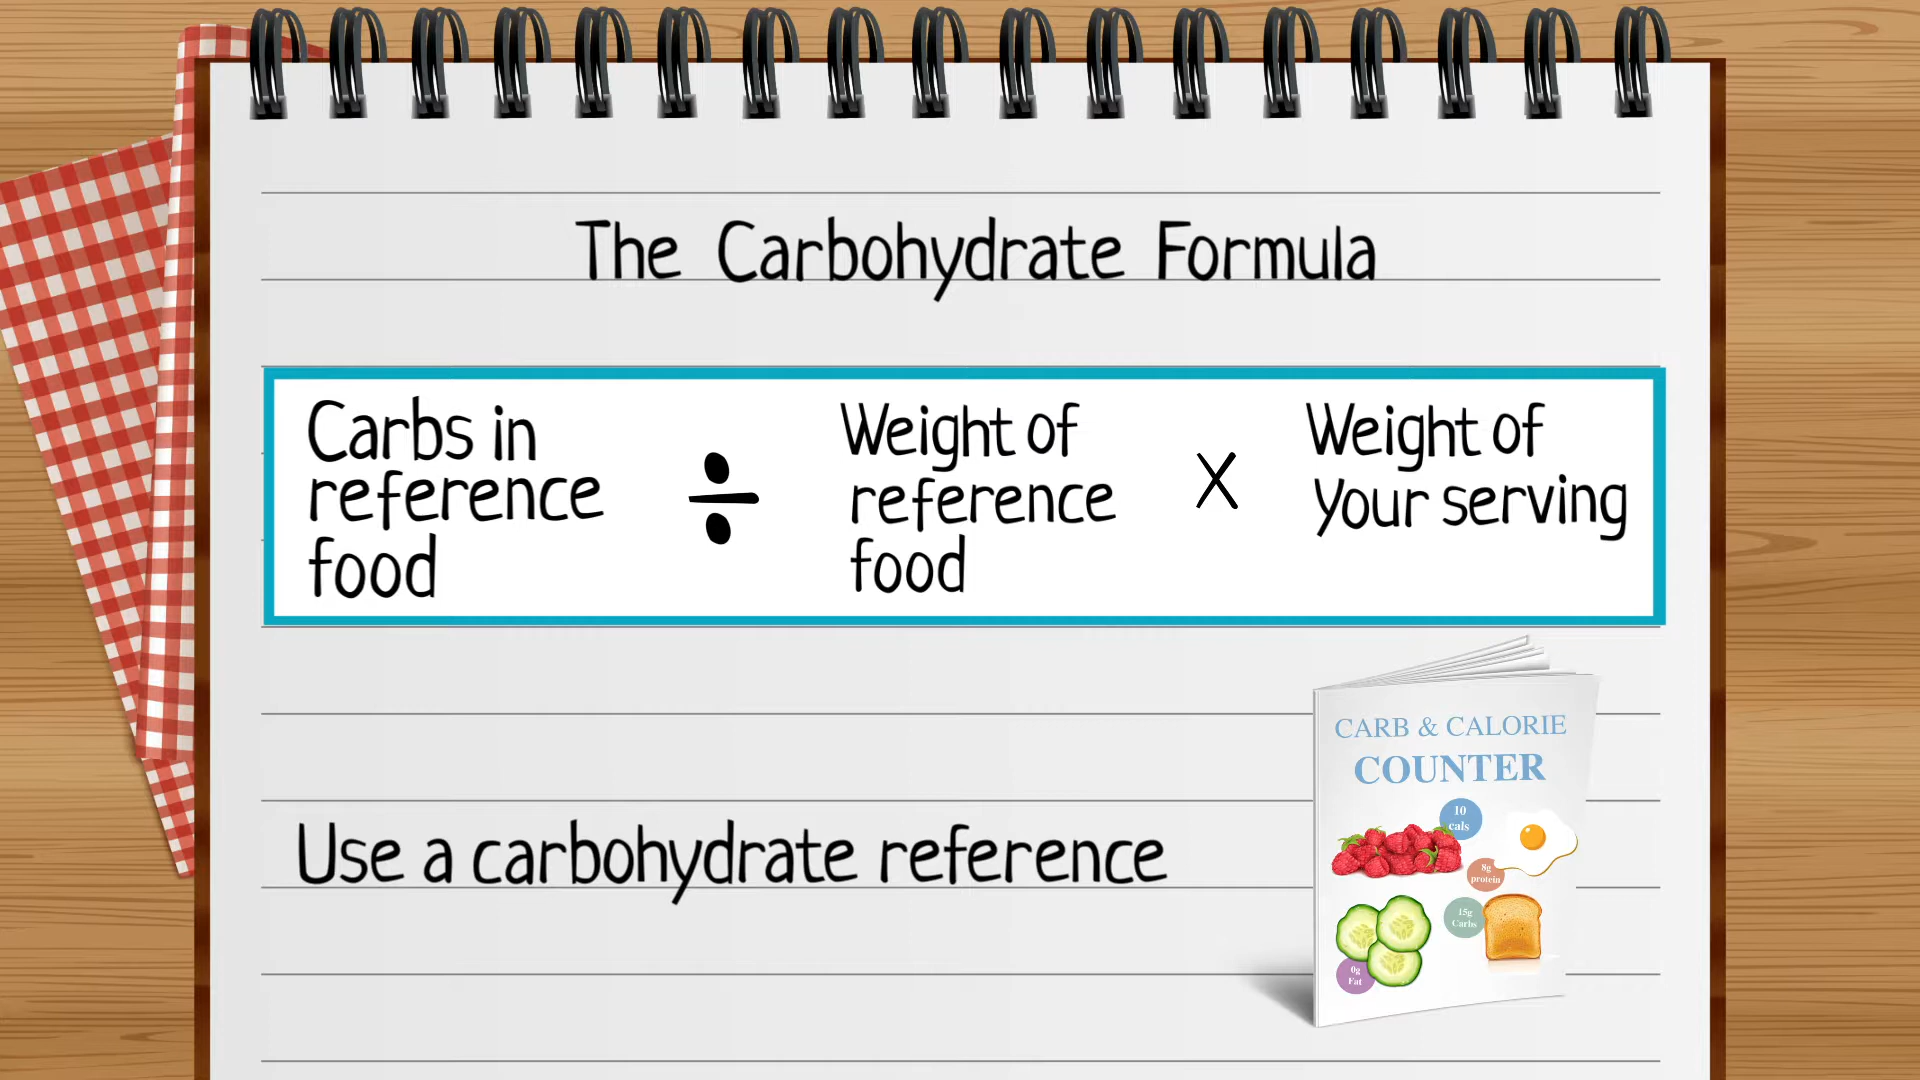 The Carbohydrate Formula
Carbs in
reference
food
÷
Weight of
reference
food
X
Weight of
Your serving
Use a carbohydrate reference
CARB & CALORIE
COUNTER
10
cals
8g
protein
15g
Carbs
0g
Fat